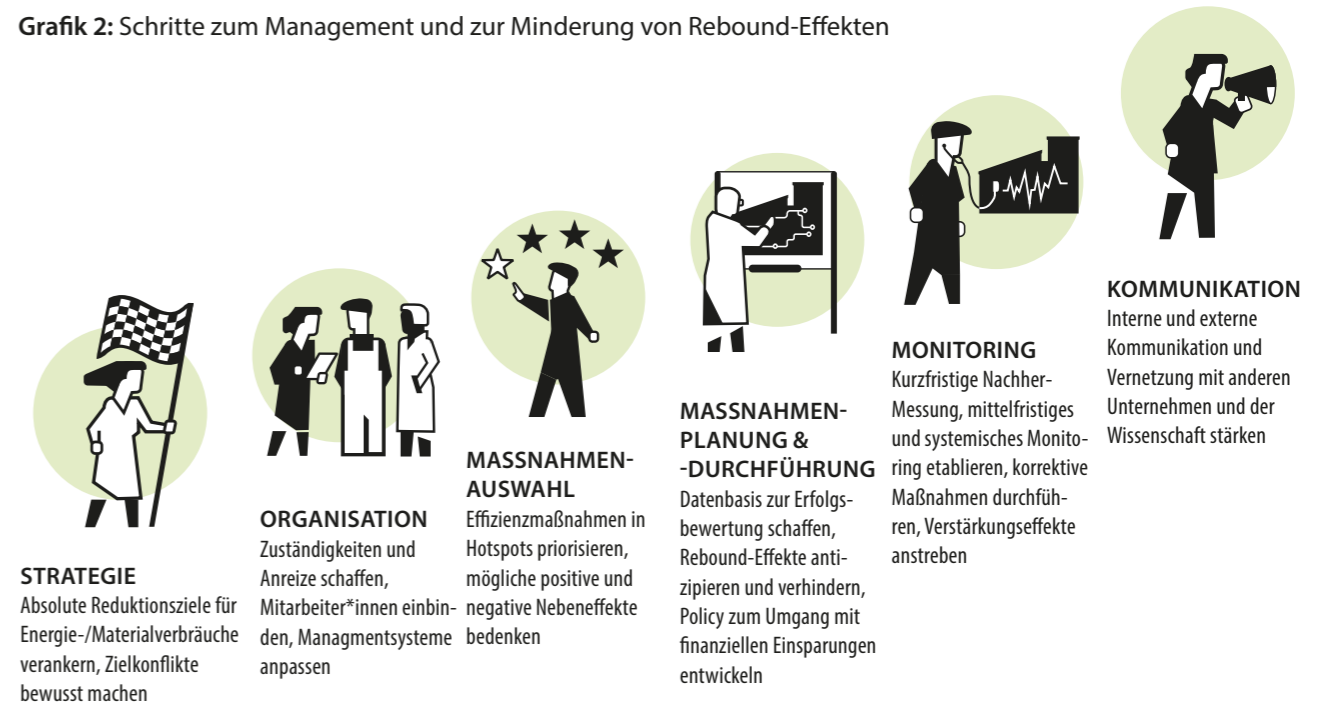 Grafik 2: Schritte zum Management und zur Minderung von Rebound-Effekten
STRATEGIE
Absolute Reduktionsziele für
Energie-/Materialverbräuche
verankern, Zielkonflikte
bewusst machen
ORGANISATION
Zuständigkeiten und
Anreize schaffen,
Mitarbeiter*innen einbin-
den, Managmentsysteme
anpassen
MASSNAHMEN-
AUSWAHL
Effizienzmaßnahmen in
Hotspots priorisieren,
mögliche positive und
negative Nebeneffekte
bedenken
MASSNAHMEN-
PLANUNG &
-DURCHFÜHRUNG
Datenbasis zur Erfolgs-
bewertung schaffen,
Rebound-Effekte anti-
zipieren und verhindern,
Policy zum Umgang mit
finanziellen Einsparungen
entwickeln
MONITORING
Kurzfristige Nachher-
Messung, mittelfristiges
und systemisches Monito-
ring etablieren, korrektive
Maßnahmen durchfüh-
ren, Verstärkungseffekte
anstreben
KOMMUNIKATION
Interne und externe
Kommunikation und
Vernetzung mit anderen
Unternehmen und der
Wissenschaft stärken